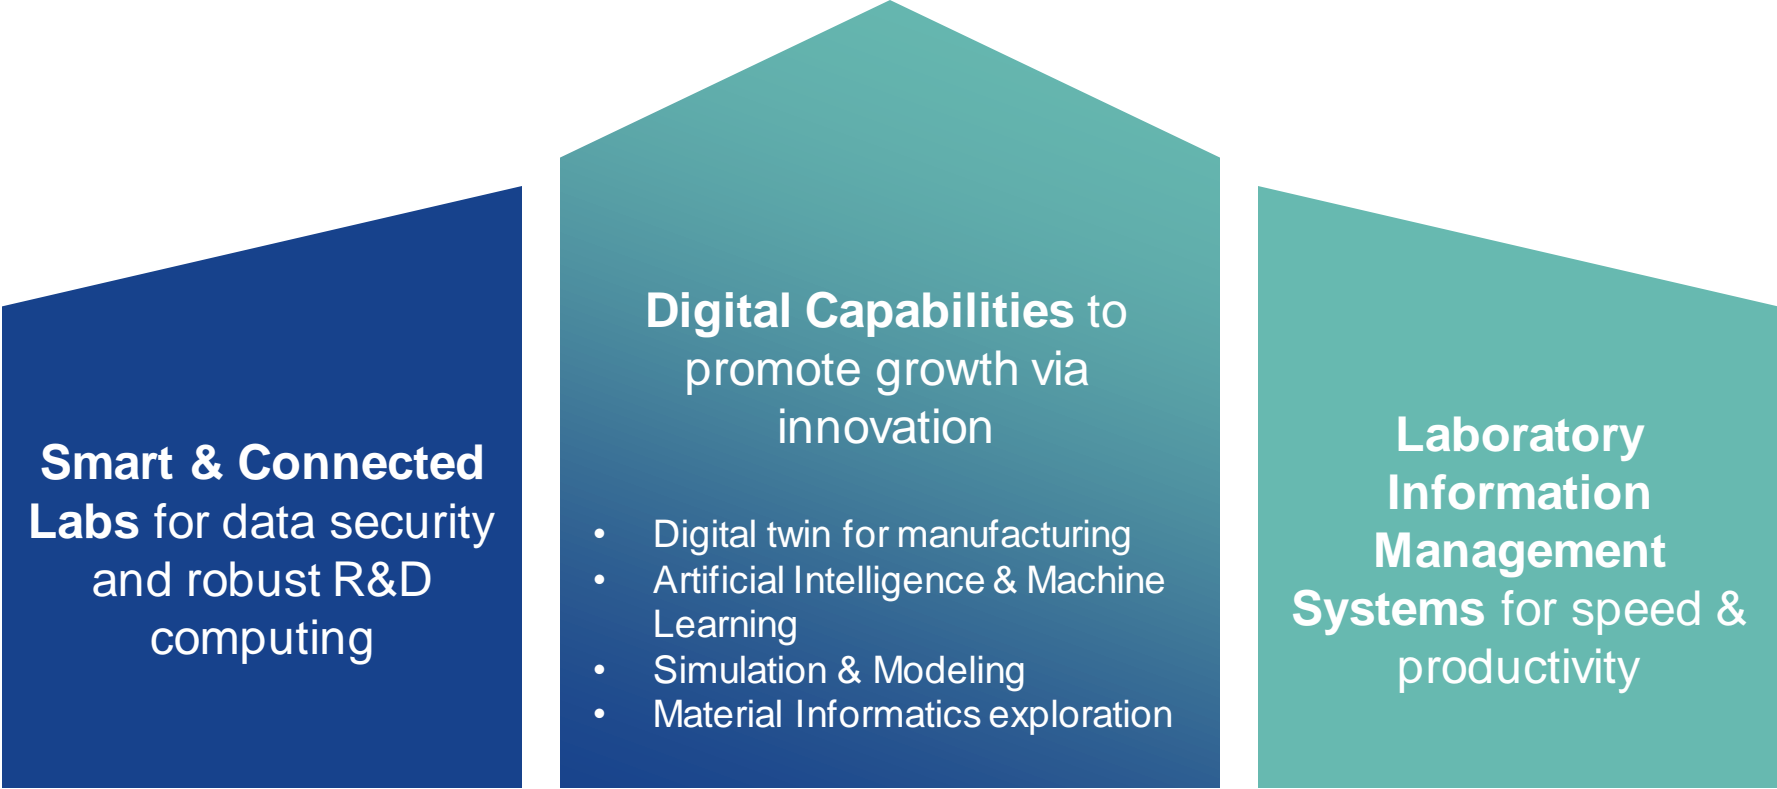 Smart & Connected
Labs for data security
and robust R&D
computing
Digital Capabilities to
promote growth via
innovation
• Digital twin for manufacturing
• Artificial Intelligence & Machine
Learning
• Simulation & Modeling
• Material Informatics exploration
Laboratory
Information
Management
Systems for speed &
productivity